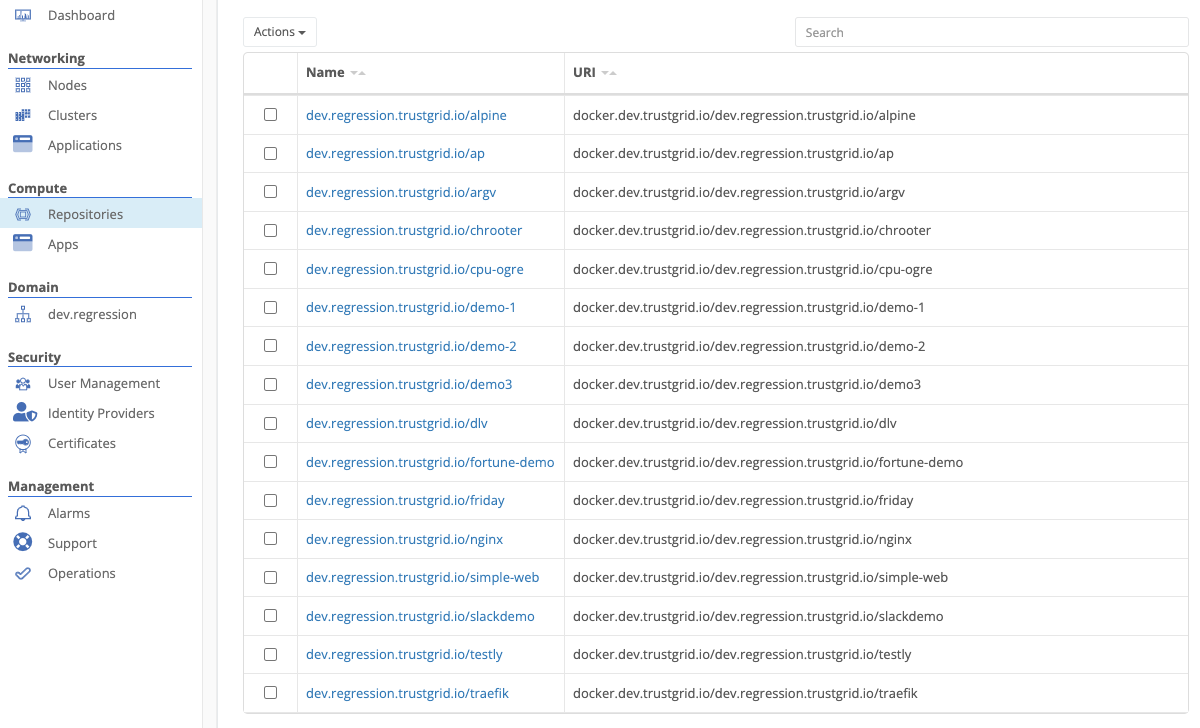 Dashboard
Networking
Nodes
Clusters
Applications
Compute
Repositories
Apps
Domain
dev.regression
Security
User Management
Identity Providers
Certificates
Management
Alarms
Support
Operations
Actions
Search
Name URI
dev.regression.trustgrid.io/alpine docker.dev.trustgrid.io/dev.regression.trustgrid.io/alpine
dev.regression.trustgrid.io/ap docker.dev.trustgrid.io/dev.regression.trustgrid.io/ap
dev.regression.trustgrid.io/argv docker.dev.trustgrid.io/dev.regression.trustgrid.io/argv
dev.regression.trustgrid.io/chrooter docker.dev.trustgrid.io/dev.regression.trustgrid.io/chrooter
dev.regression.trustgrid.io/cpu-ogre docker.dev.trustgrid.io/dev.regression.trustgrid.io/cpu-ogre
dev.regression.trustgrid.io/demo-1 docker.dev.trustgrid.io/dev.regression.trustgrid.io/demo-1
dev.regression.trustgrid.io/demo-2 docker.dev.trustgrid.io/dev.regression.trustgrid.io/demo-2
dev.regression.trustgrid.io/demo3 docker.dev.trustgrid.io/dev.regression.trustgrid.io/demo3
dev.regression.trustgrid.io/dlv docker.dev.trustgrid.io/dev.regression.trustgrid.io/dlv
dev.regression.trustgrid.io/fortune-demo docker.dev.trustgrid.io/dev.regression.trustgrid.io/fortune-demo
dev.regression.trustgrid.io/friday docker.dev.trustgrid.io/dev.regression.trustgrid.io/friday
dev.regression.trustgrid.io/nginx docker.dev.trustgrid.io/dev.regression.trustgrid.io/nginx
dev.regression.trustgrid.io/simple-web docker.dev.trustgrid.io/dev.regression.trustgrid.io/simple-web
dev.regression.trustgrid.io/slackdemo docker.dev.trustgrid.io/dev.regression.trustgrid.io/slackdemo
dev.regression.trustgrid.io/testly docker.dev.trustgrid.io/dev.regression.trustgrid.io/testly
dev.regression.trustgrid.io/traefik docker.dev.trustgrid.io/dev.regression.trustgrid.io/traefik